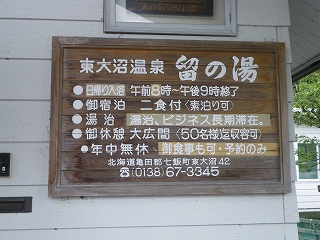 東大沼温泉 留の湯
●日帰り入浴 午前8時〜午後9時終了
●御宿泊 二食付〈素泊り可〉
●湯治 湯治、ビジネス長期滞在。
●御休憩 大広間〈50名様迄収容可〉
●年中無休・御食事も可・予約のみ
北海道亀田郡七飯町東大沼42
☎(0138)67-3345